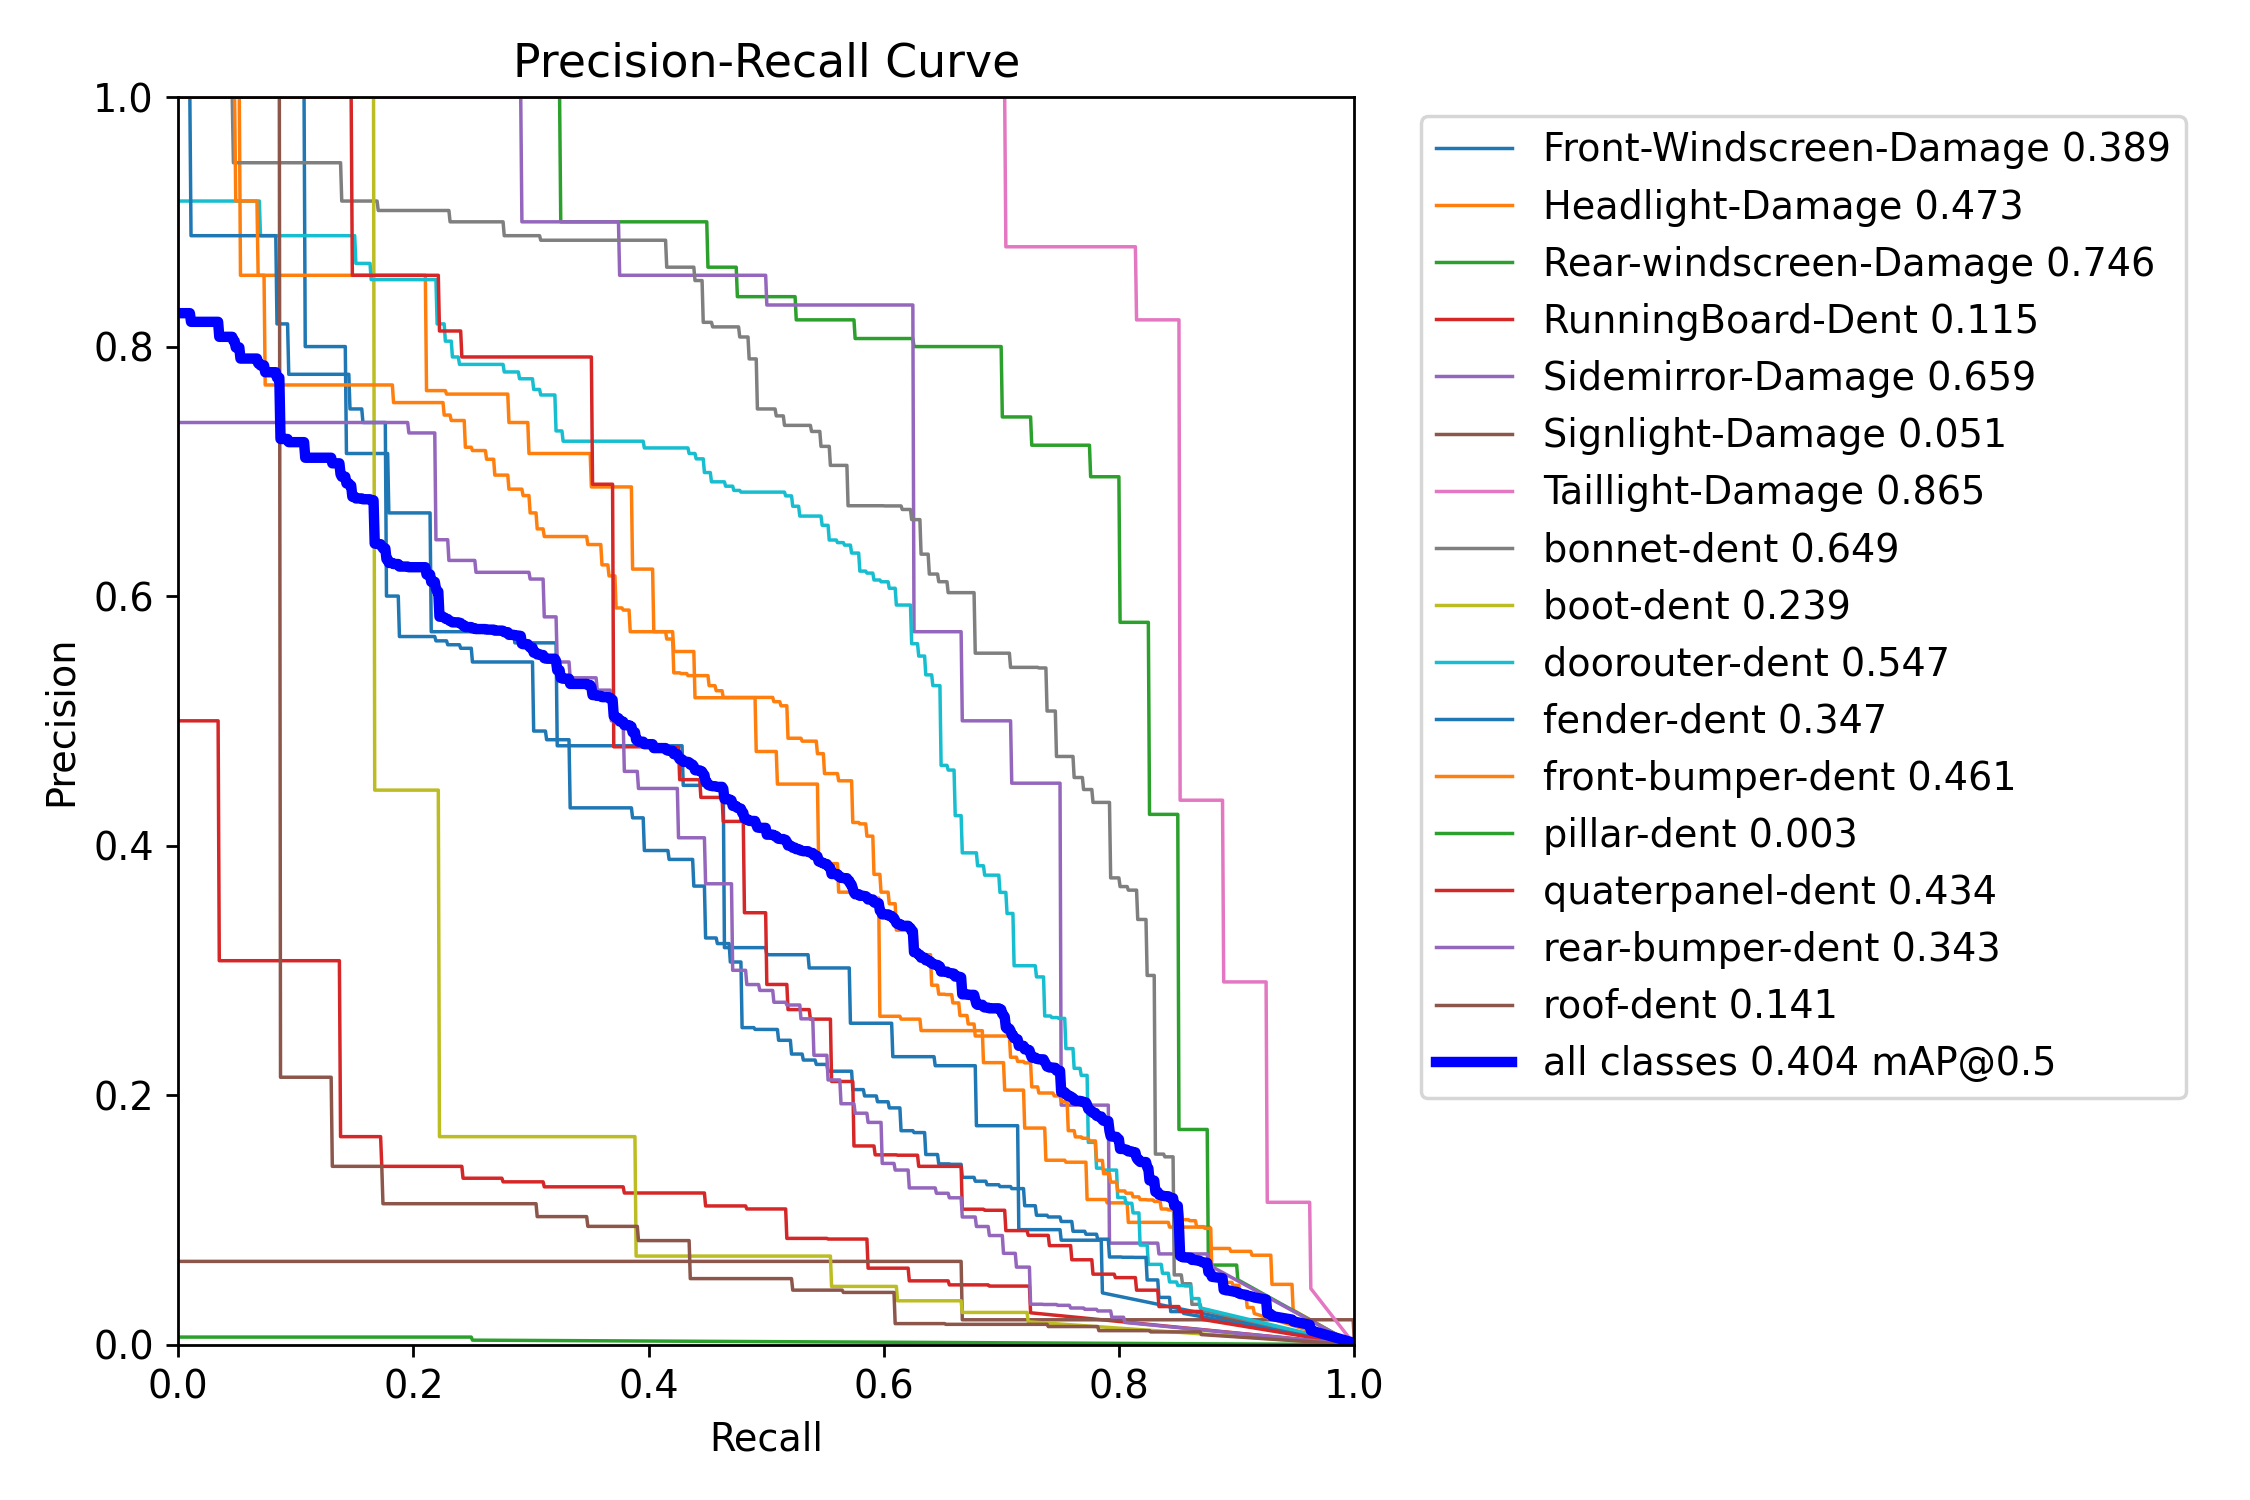 Precision-Recall Curve
1.0
0.8
0.6
0.4
0.2
0.0
Precision
0.0 0.2 0.4 0.6 0.8 1.0
Recall
Front-Windscreen-Damage 0.389
Headlight-Damage 0.473
Rear-windscreen-Damage 0.746
RunningBoard-Dent 0.115
Sidemirror-Damage 0.659
Signlight-Damage 0.051
Taillight-Damage 0.865
bonnet-dent 0.649
boot-dent 0.239
doorouter-dent 0.547
fender-dent 0.347
front-bumper-dent 0.461
pillar-dent 0.003
quaterpanel-dent 0.434
rear-bumper-dent 0.343
roof-dent 0.141
all classes 0.404 mAP@0.5